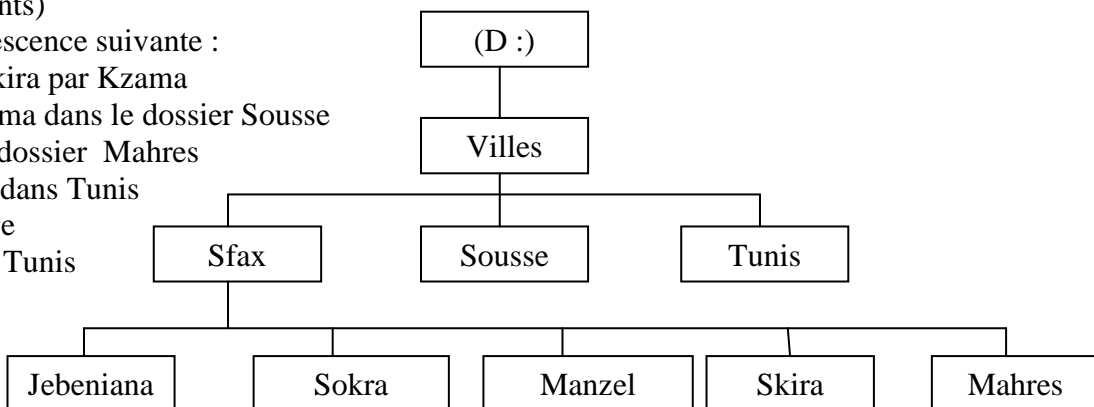 nts)
escence suivante :
kira par Kzama
ma dans le dossier Sousse
dossier Mahres
dans Tunis
e
Tunis
(D :)
Villes
Sfax Sousse Tunis
Jebeniana Sokra Manzel Skira Mahres